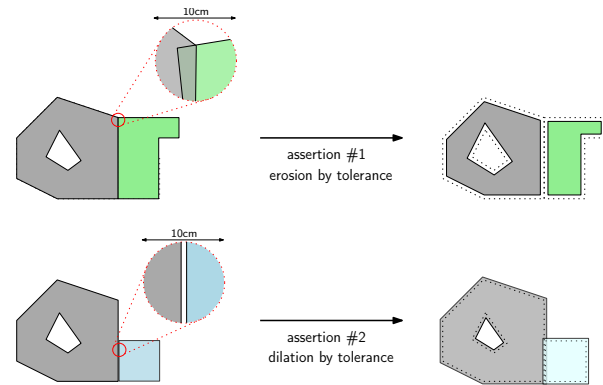 10cm
assertion #1
erosion by tolerance
10cm
assertion #2
dilation by tolerance